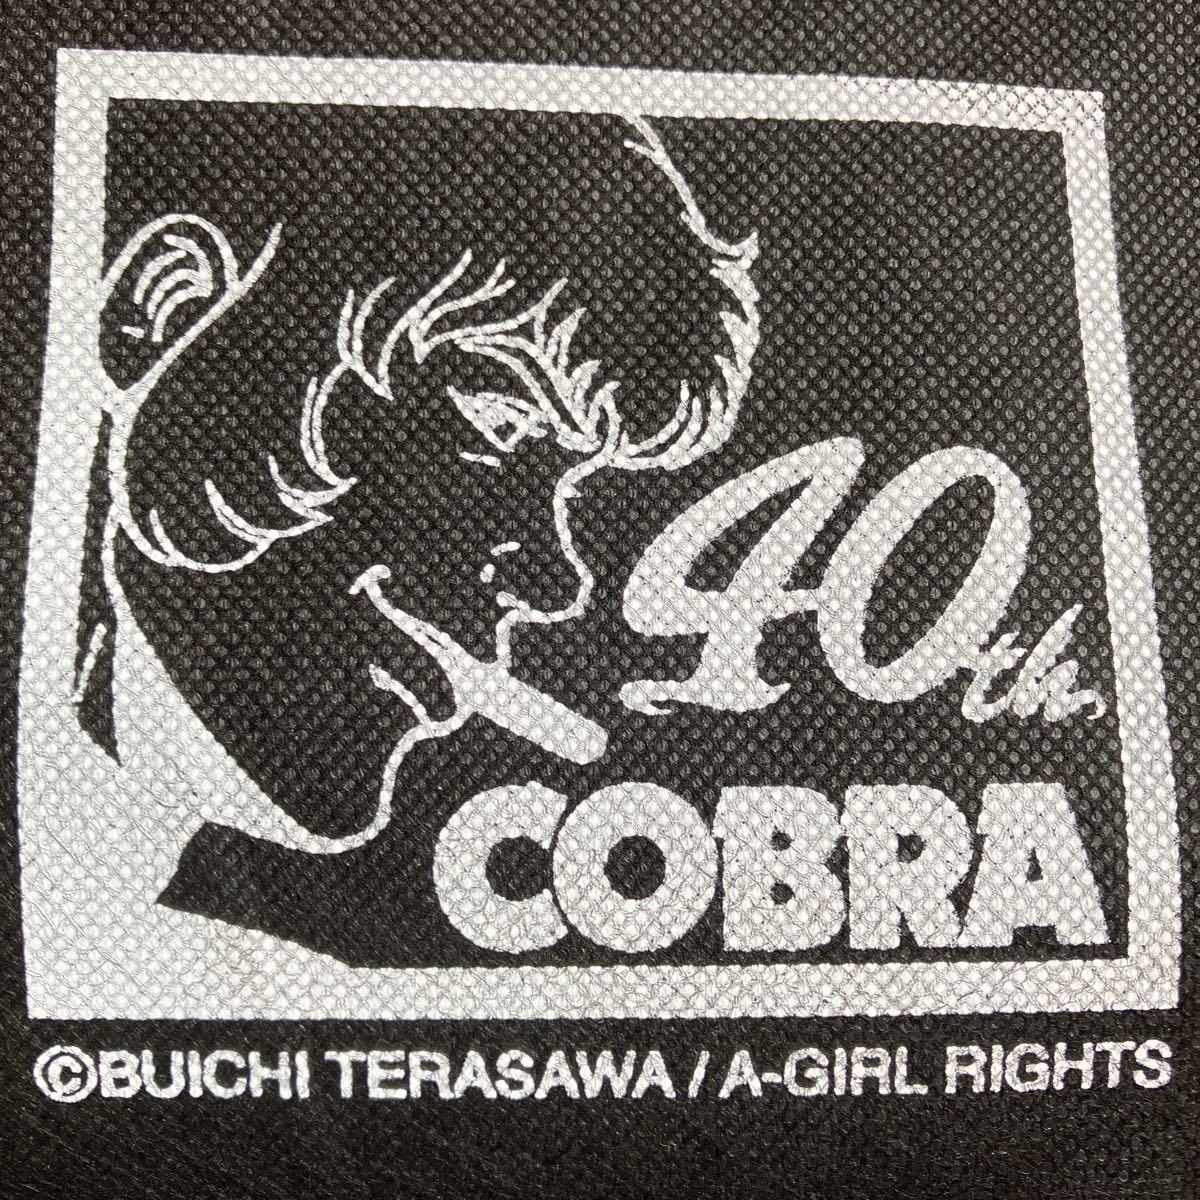 40th
COBRA
©BUICHI TERASAWA / A-GIRL RIGHTS